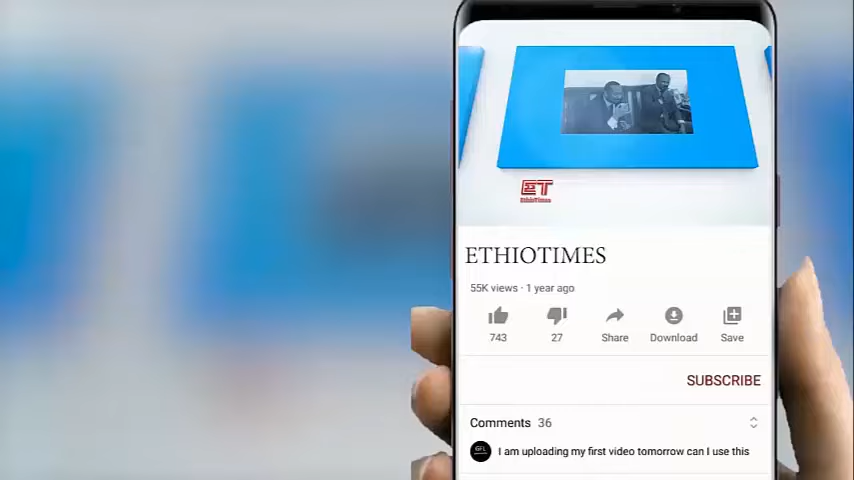 ET
EthioTimes
ETHIOTIMES
55K views · 1 year ago
743 27 Share Download Save
SUBSCRIBE
Comments 36
GFL
I am uploading my first video tomorrow can I use this